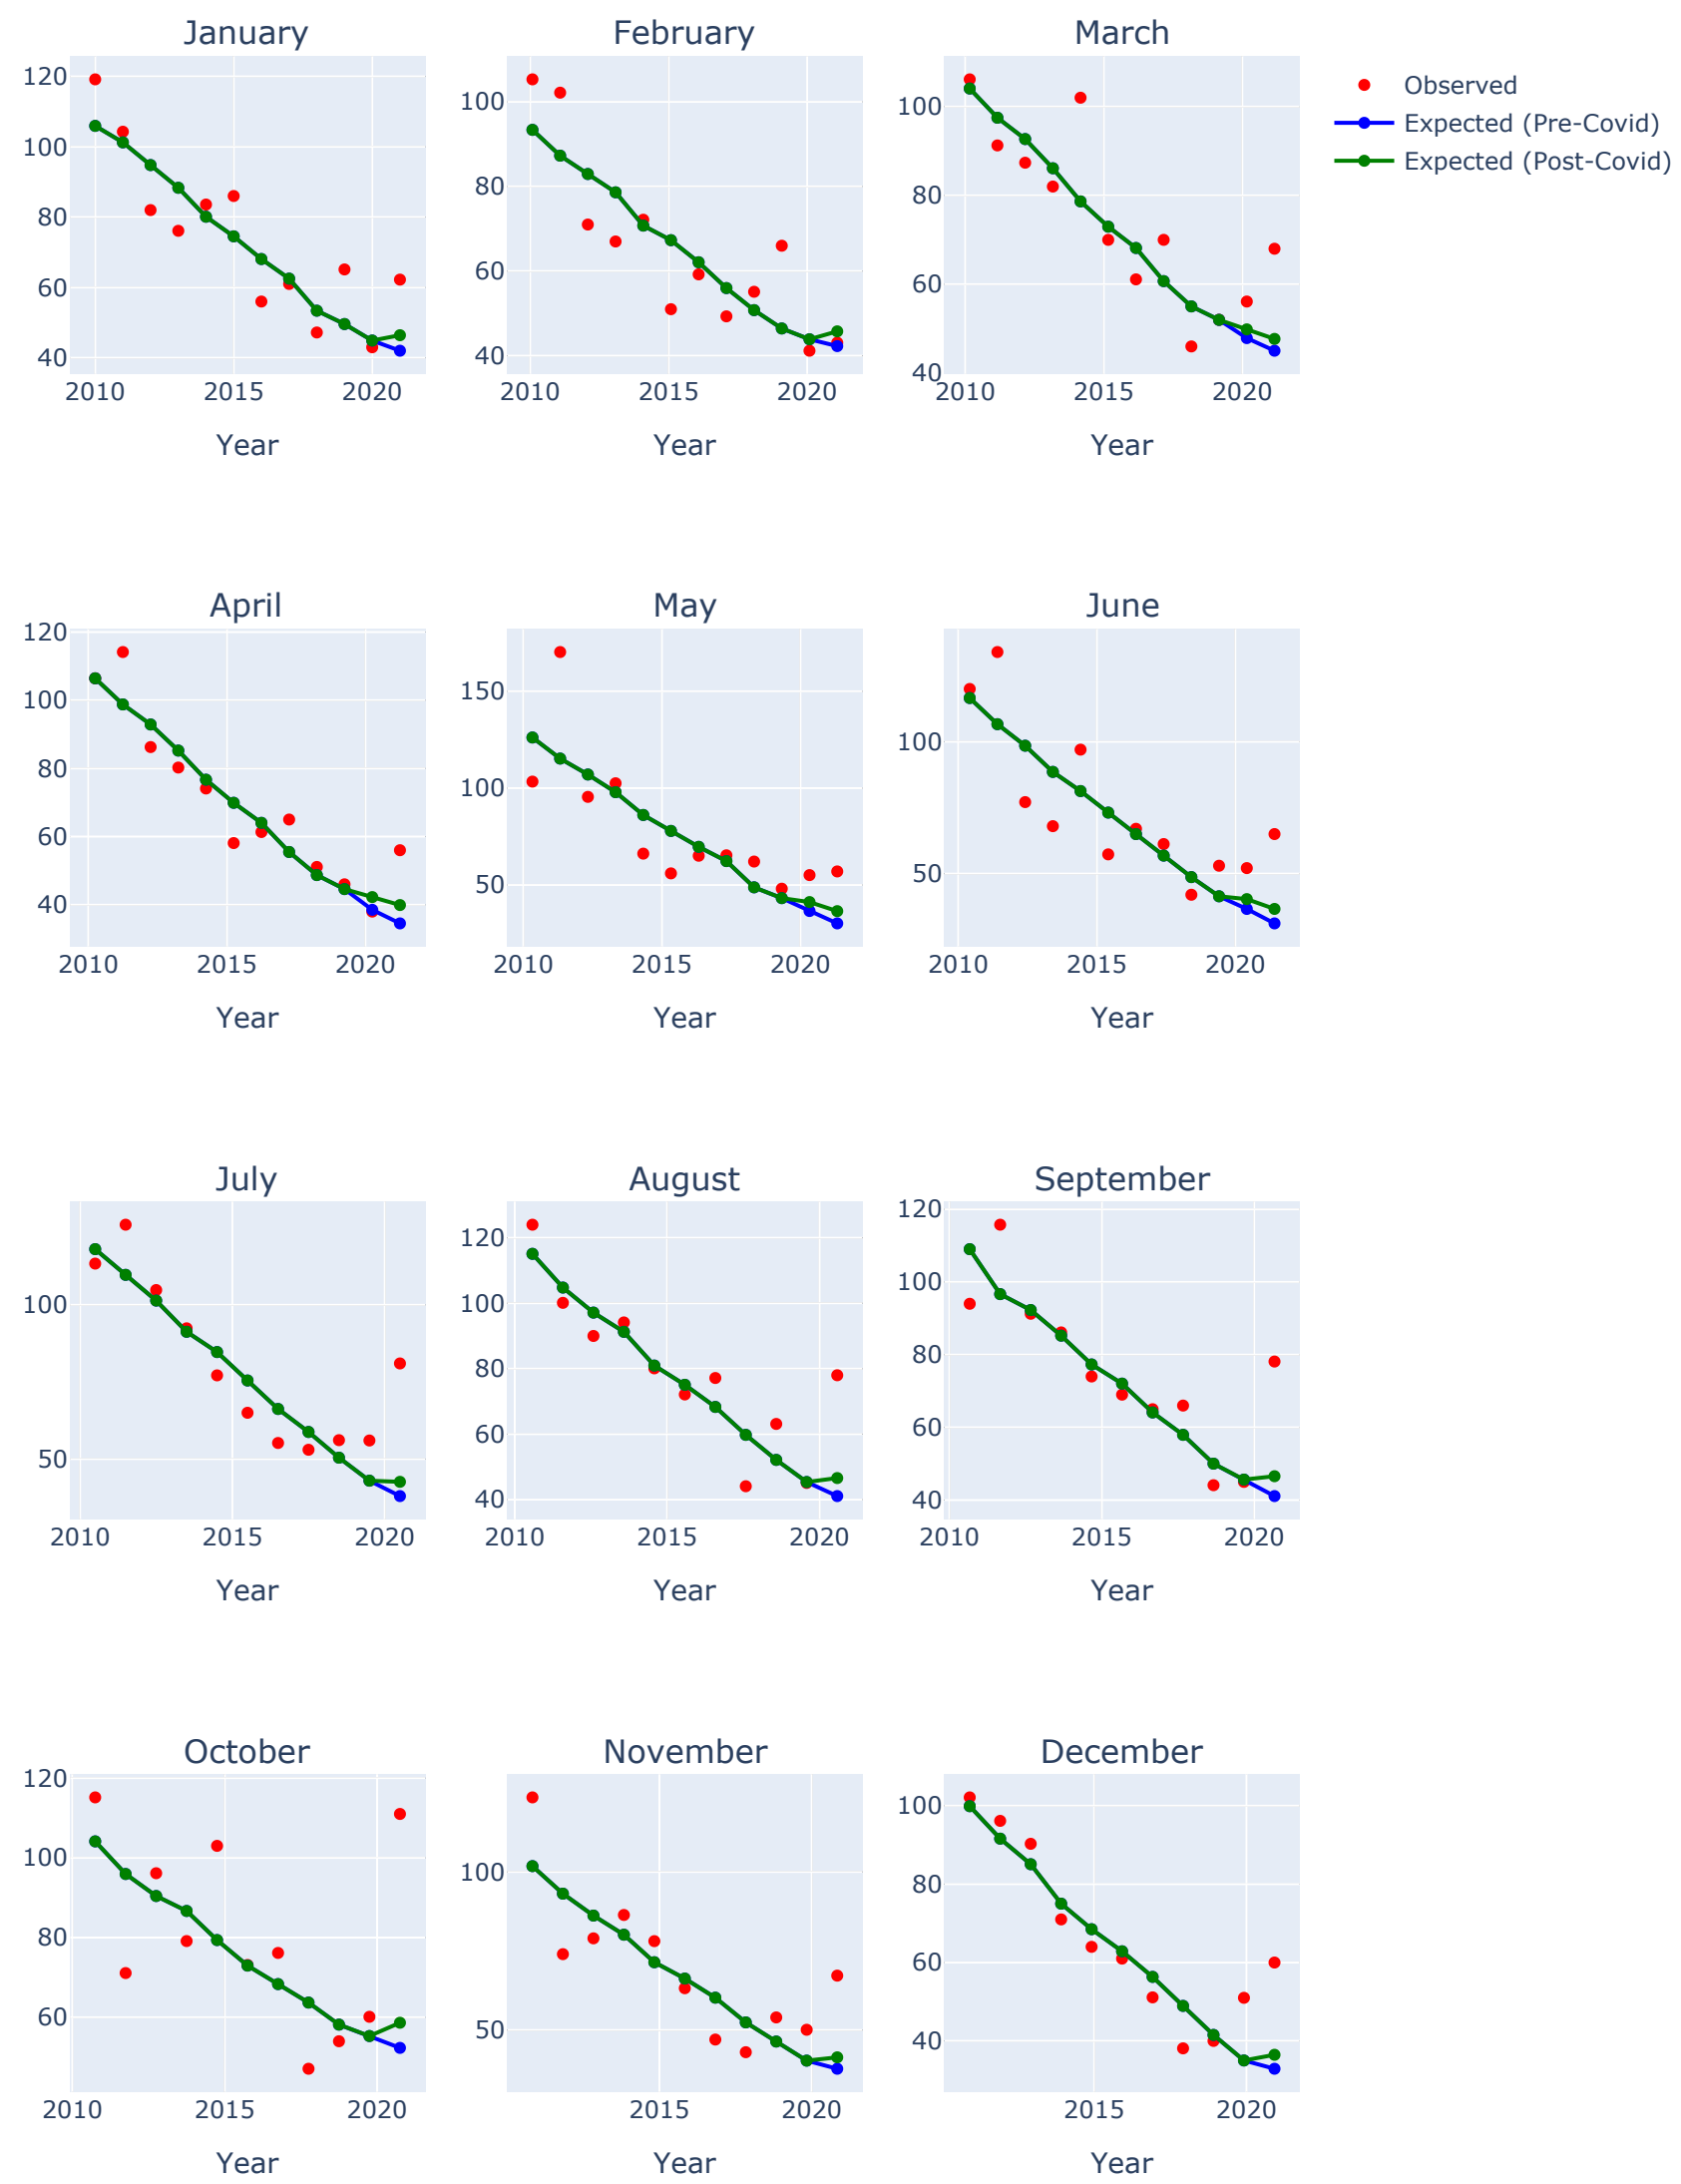 January
February
March
Observed
Expected (Pre-Covid)
Expected (Post-Covid)
120
100
80
60
40
2010
2015
2020
Year
100
80
60
40
2010
2015
2020
Year
100
80
60
40
2010
2015
2020
Year
April
May
June
120
100
80
60
40
2010
2015
2020
Year
150
100
50
2010
2015
2020
Year
100
50
2010
2015
2020
Year
July
August
September
100
50
2010
2015
2020
Year
120
100
80
60
40
2010
2015
2020
Year
120
100
80
60
40
2010
2015
2020
Year
October
November
December
120
100
80
60
2010
2015
2020
Year
100
50
2015
2020
Year
100
80
60
40
2015
2020
Year